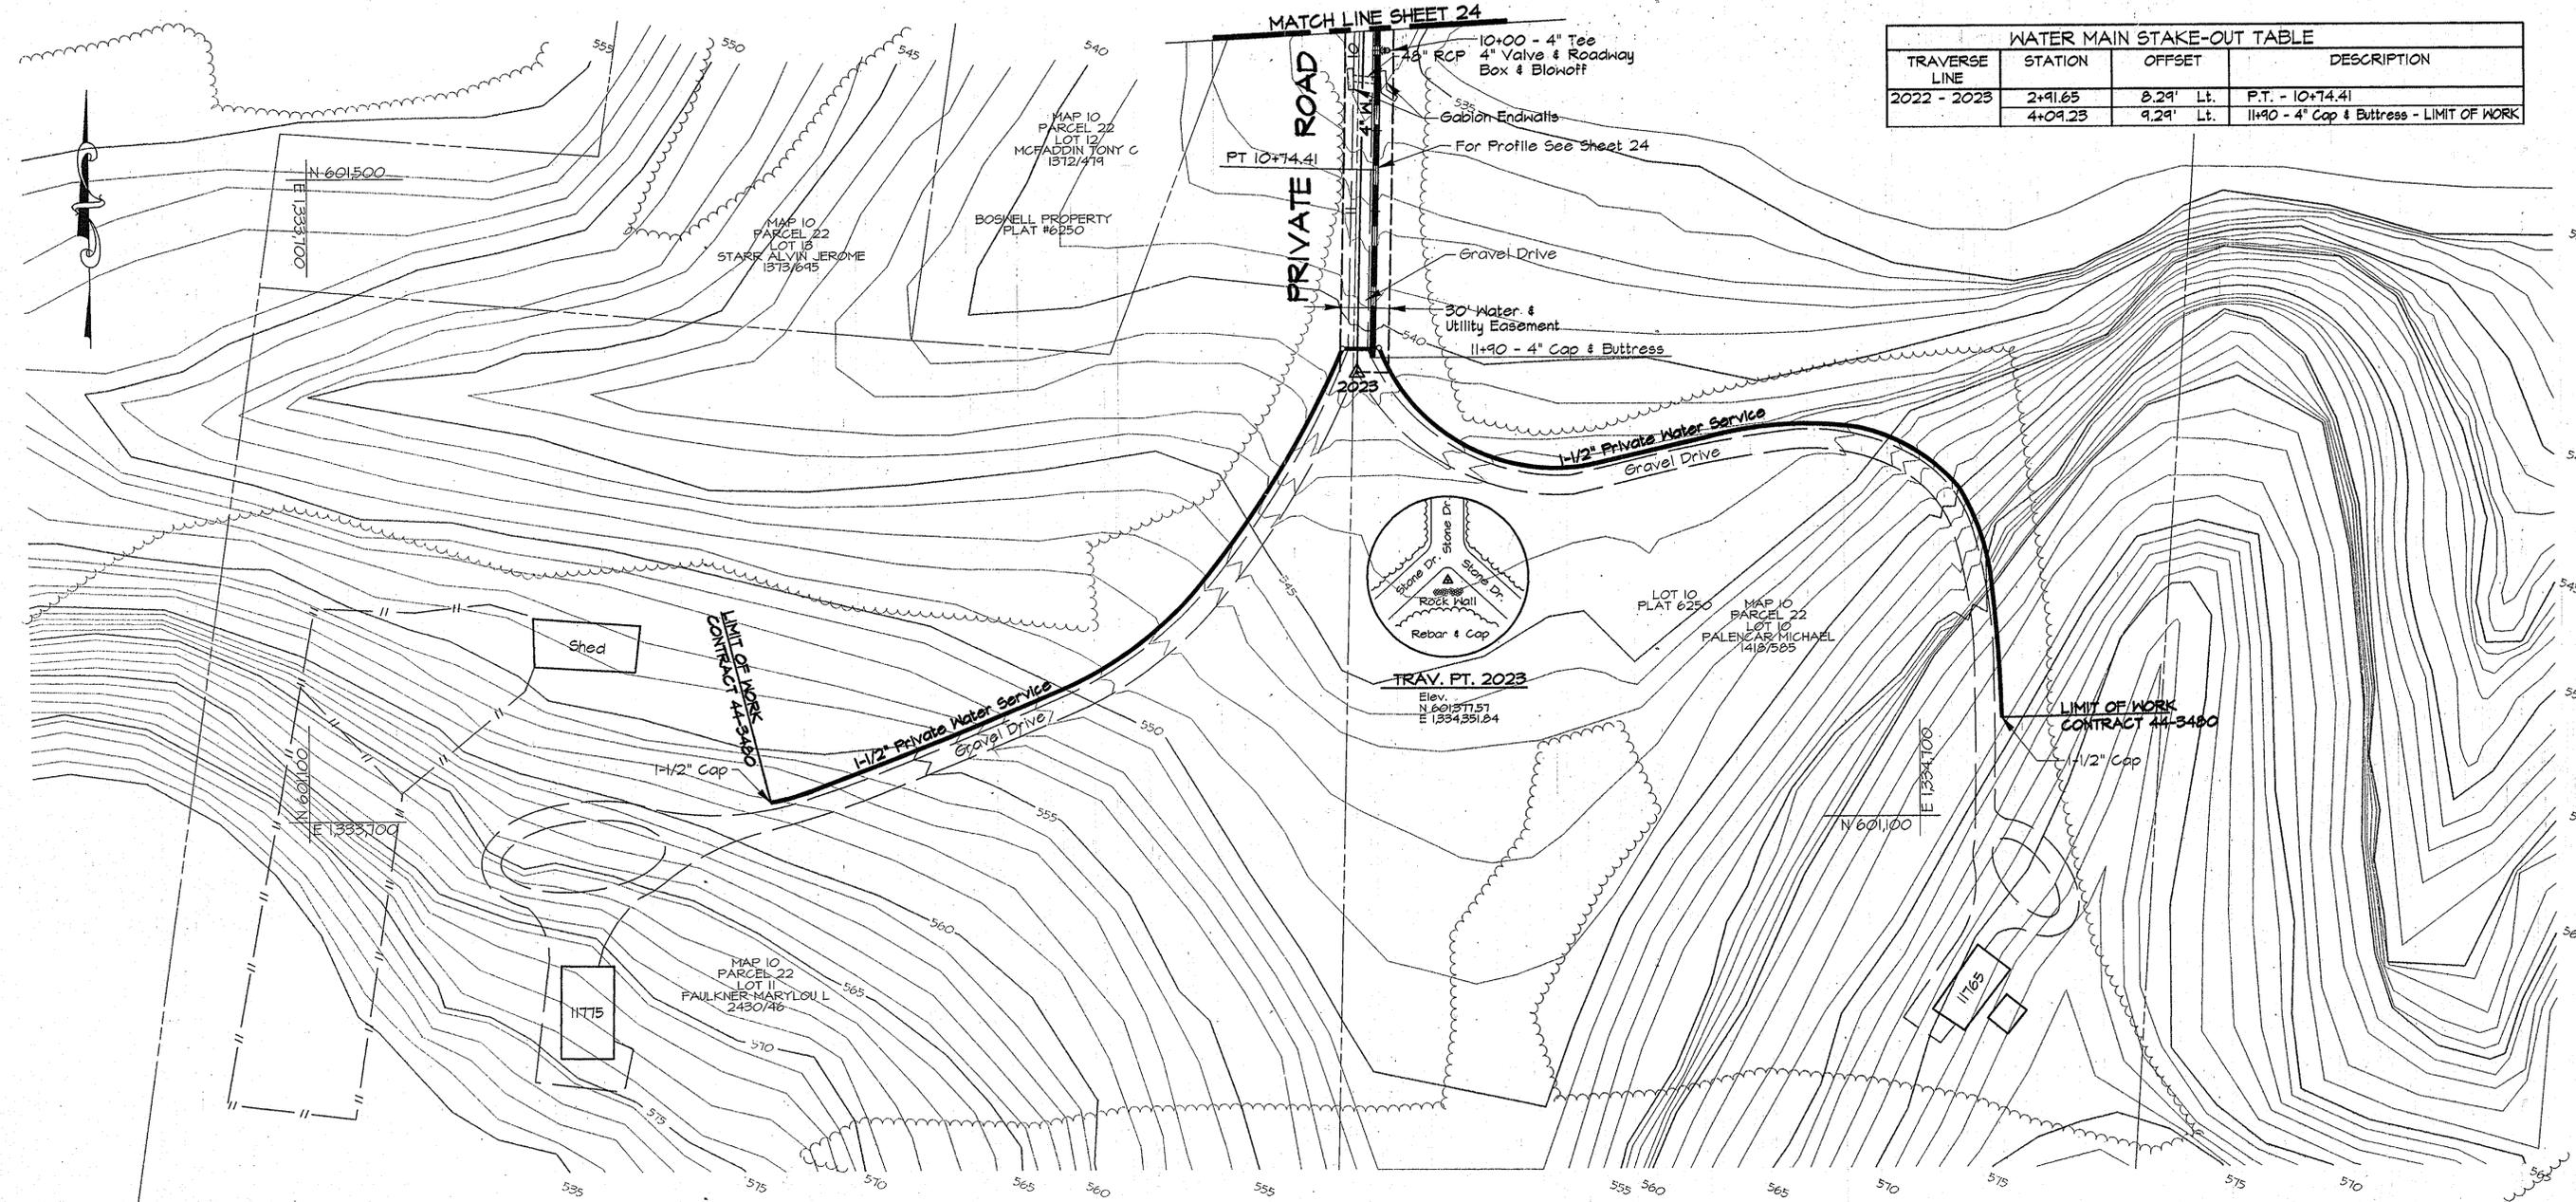 MATCH LINE SHEET 24
10+00 - 4" Tee
4" Valve & Roadway
Box & Blowoff
48" RCP
WATER MAIN STAKE-OUT TABLE
TRAVERSE LINE STATION OFFSET DESCRIPTION
2022 - 2023 2+91.65 8.29' Lt. P.T. - 10+74.41
4+09.23 9.29' Lt. 11+90 - 4" Cap & Buttress - LIMIT OF WORK
555
550
545
540
535
PRIVATE ROAD
4" W
Gabion Endwalls
For Profile See Sheet 24
PT 10+74.41
N 601,500
E 1,333,700
MAP 10
PARCEL 22
LOT 12
MCFADDIN TONY C
1372/479
BOSWELL PROPERTY
PLAT #6250
MAP 10
PARCEL 22
LOT 13
STARR ALVIN JEROME
1373/695
Gravel Drive
30' Water &
Utility Easement
540
11+90 - 4" Cap & Buttress
2023
1-1/2" Private Water Service
Gravel Drive
Stone Dr.
Stone Dr.
Stone Dr.
Rock Wall
Rebar & Cap
TRAV. PT. 2023
Elev.
N 601,377.57
E 1,334,351.84
545
LOT 10
PLAT 6250
MAP 10
PARCEL 22
LOT 10
PALENCAR MICHAEL
1418/585
Shed
LIMIT OF WORK
CONTRACT 44-3480
1-1/2" Private Water Service
Gravel Drive
1-1/2" Cap
550
LIMIT OF WORK
CONTRACT 44-3480
1-1/2" Cap
N 601,100
E 1,333,700
N 601,100
555
560
565
570
575
MAP 10
PARCEL 22
LOT 11
FAULKNER MARYLOU L
2430/46
11775
11765
535
575
570
565
560
555
555
560
565
570
575
575
570
565